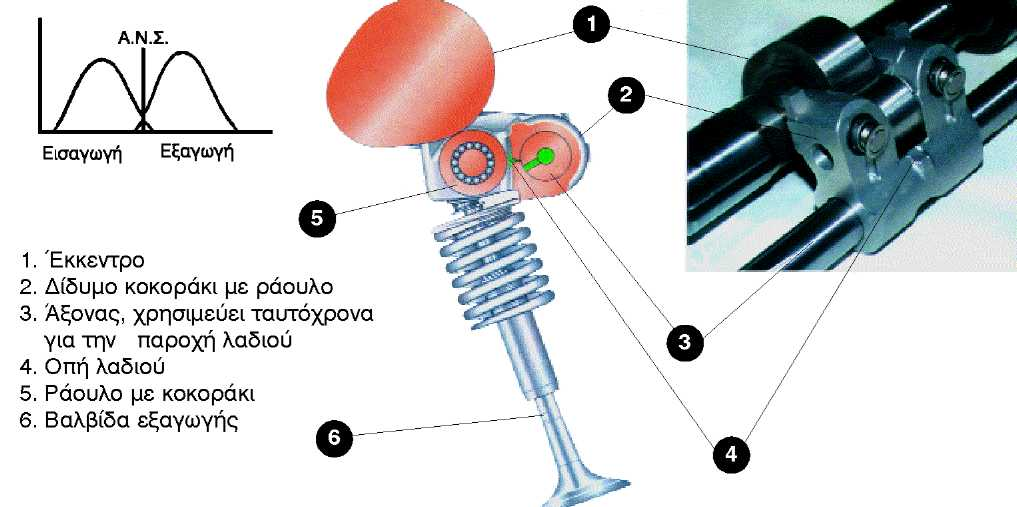 Α.Ν.Σ.
Εισαγωγή
Εξαγωγή
1
2
5
3
6
4
1. Έκκεντρο
2. Δίδυμο κοκοράκι με ράουλο
3. Άξονας, χρησιμεύει ταυτόχρονα
για την παροχή λαδιού
4. Οπή λαδιού
5. Ράουλο με κοκοράκι
6. Βαλβίδα εξαγωγής